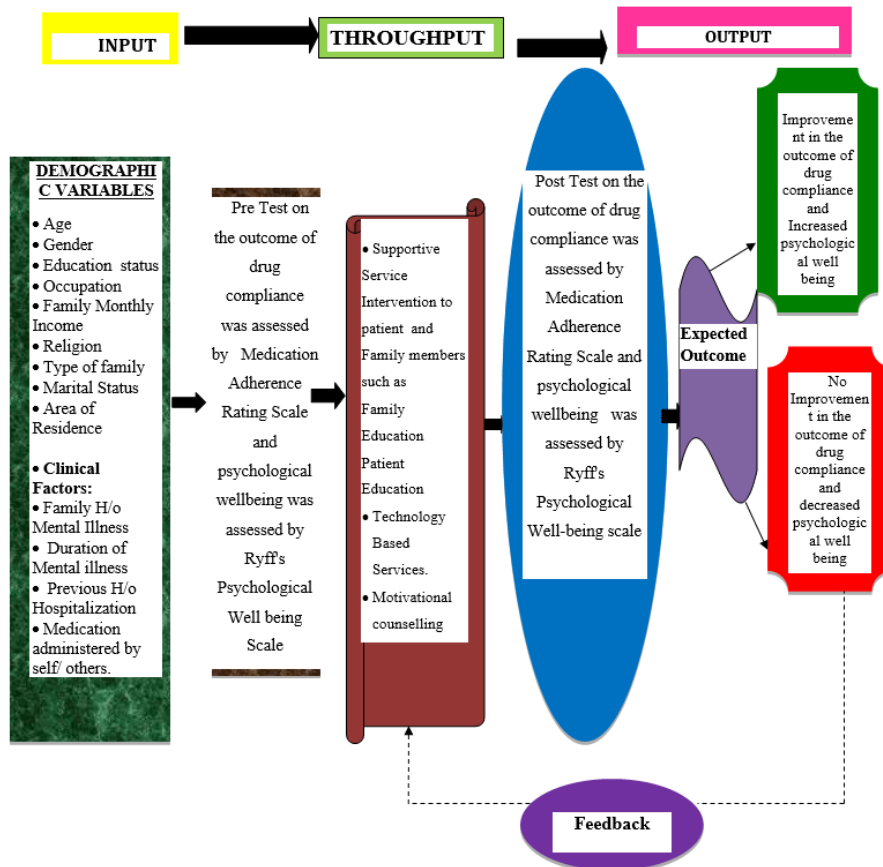 INPUT
THROUGHPUT
OUTPUT
DEMOGRAPHI
C VARIABLES
• Age
• Gender
• Education status
• Occupation
• Family Monthly
Income
• Religion
• Type of family
• Marital Status
• Area of
Residence
• Clinical
Factors:
• Family H/o
Mental Illness
• Duration of
Mental illness
• Previous H/o
Hospitalization
• Medication
administered by
self/ others.
Pre Test on
the outcome of
drug
compliance
was assessed
by Medication
Adherence
Rating Scale
and
psychological
wellbeing was
assessed by
Ryff's
Psychological
Well being
Scale
• Supportive
Service
Intervention to
patient and
Family members
such as
Family
Education
Patient
Education
• Technology
Based
Services.
• Motivational
counselling
Post Test on the
outcome of drug
compliance was
assessed by
Medication
Adherence
Rating Scale and
psychological
wellbeing was
assessed by
Ryff's
Psychological
Well-being scale
Expected
Outcome
Improveme
nt in the
outcome of
drug
compliance
and
Increased
psychologic
al well
being
No
Improvemen
t in the
outcome of
drug
compliance
and
decreased
psychologic
al well
being
Feedback